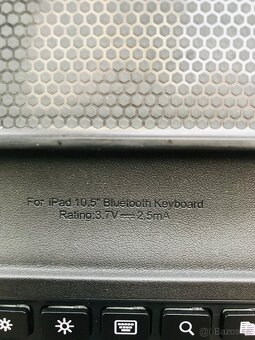 For iPad 10.5" Bluetooth Keyboard
Rating:3.7V⎓2.5mA